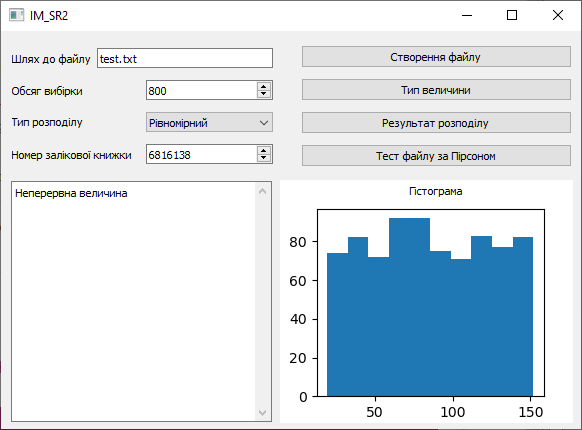 IM_SR2
Шлях до файлу test.txt
Обсяг вибірки 800
Тип розподілу Рівномірний
Номер залікової книжки 6816138
Створення файлу
Тип величини
Результат розподілу
Тест файлу за Пірсоном
Неперервна величина
Гістограма
80
60
40
20
0
50 100 150